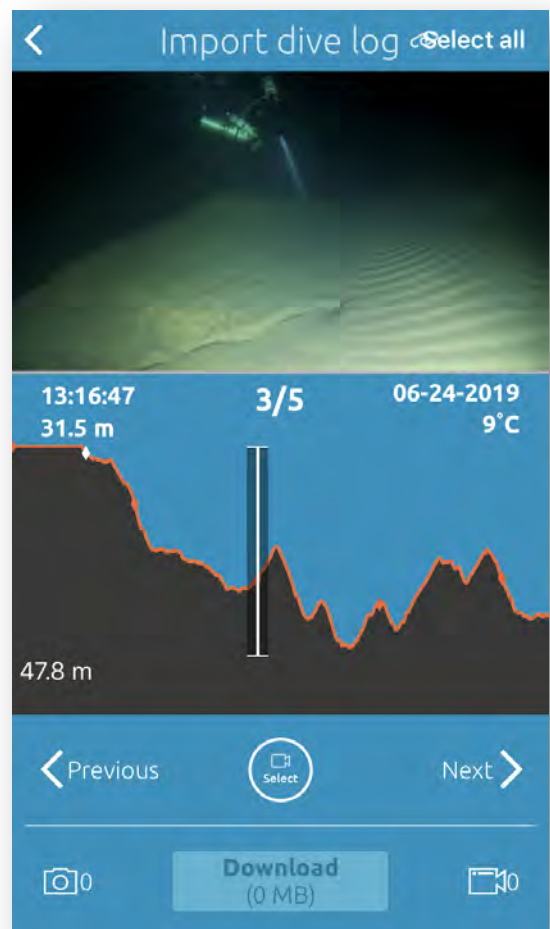 Import dive log Select all
13:16:47 3/5 06-24-2019
31.5 m 9°C
47.8 m
Previous Select Next
0 Download 0
(0 MB)